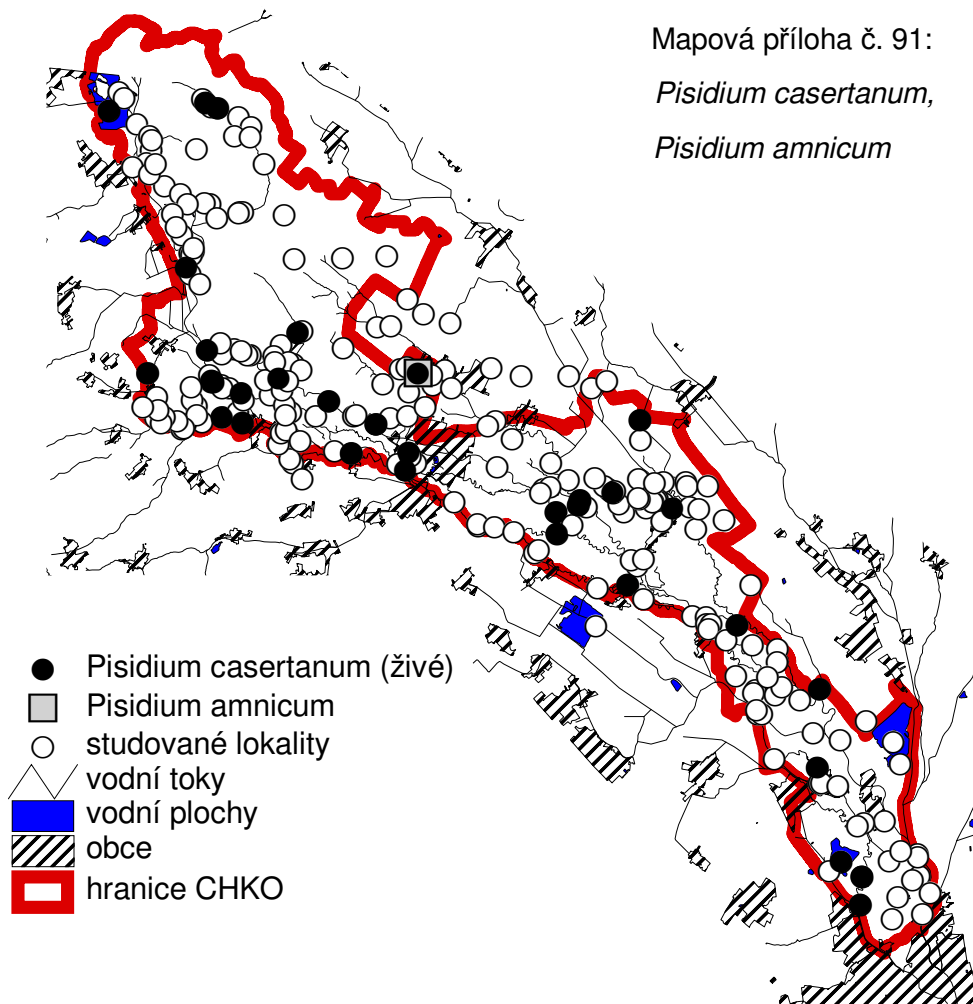 Mapová příloha č. 91:
Pisidium casertanum,
Pisidium amnicum
Pisidium casertanum (živé)
Pisidium amnicum
studované lokality
vodní toky
vodní plochy
obce
hranice CHKO